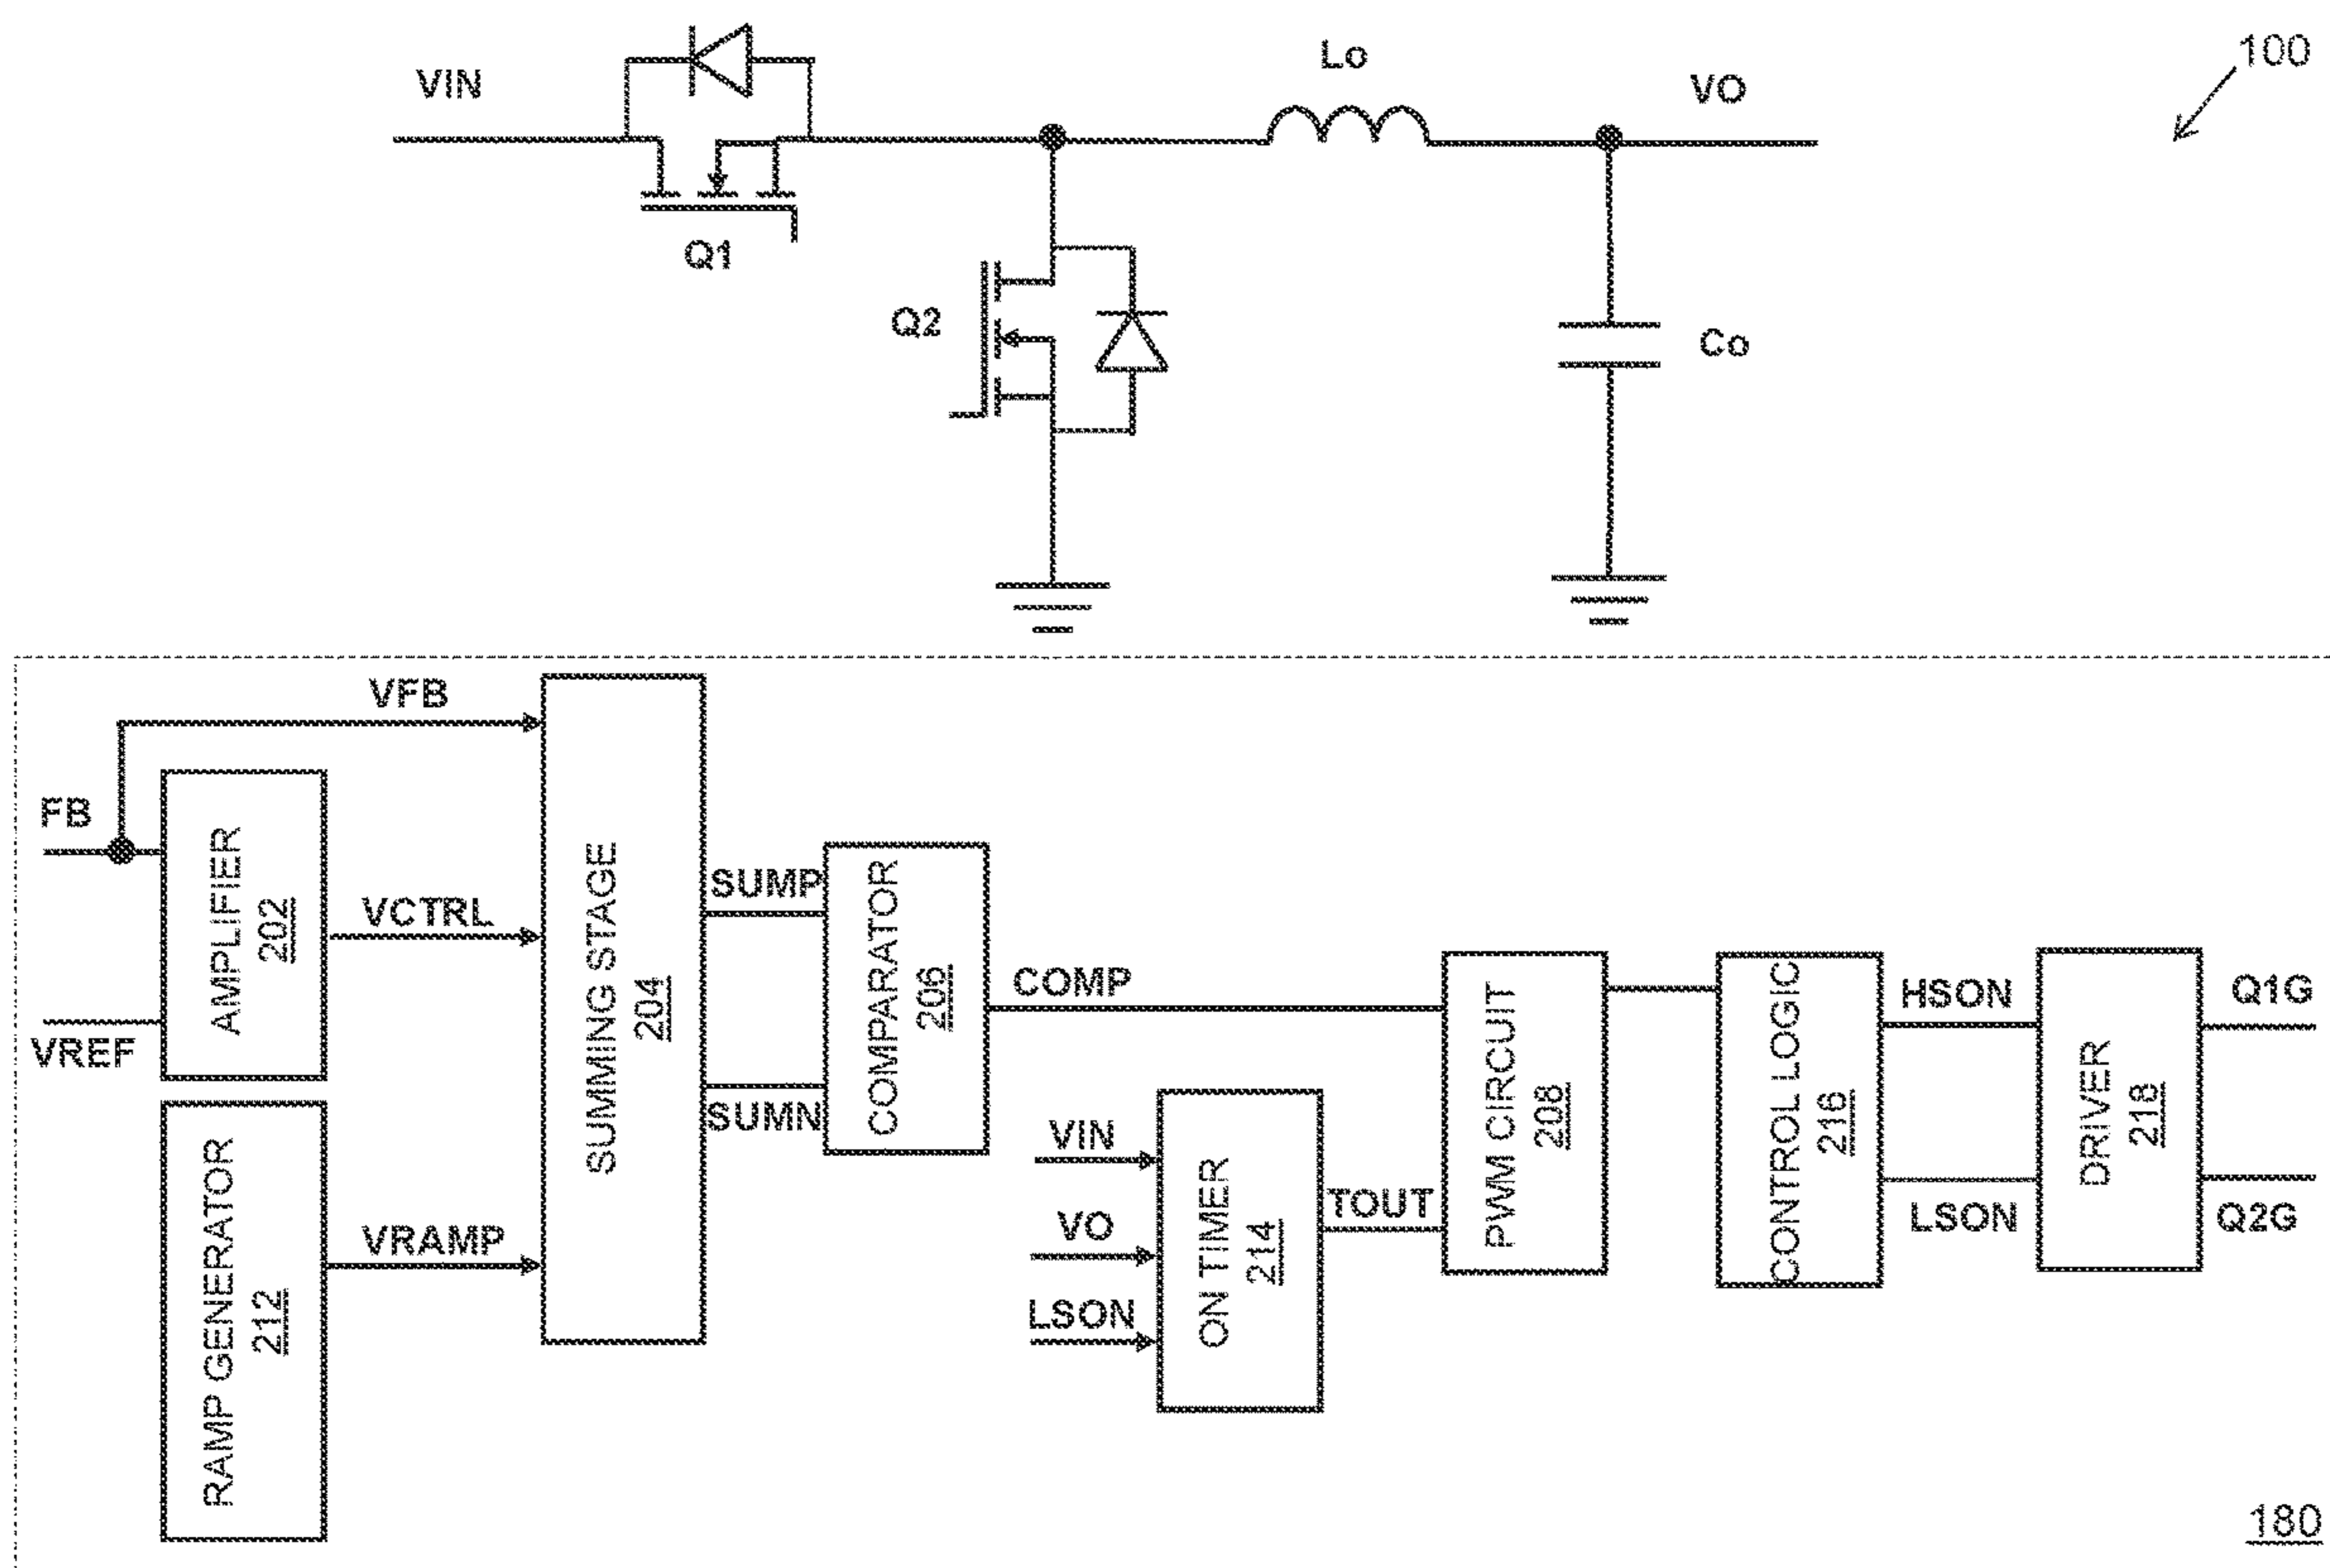 100
VIN
Lo
VO
Q1
Q2
Co
VFB
FB
AMPLIFIER
202
VCTRL
VREF
RAMP GENERATOR
212
VRAMP
SUMMING STAGE
204
SUMP
SUMN
COMPARATOR
206
COMP
VIN
VO
LSON
ON TIMER
214
TOUT
PWM CIRCUIT
208
CONTROL LOGIC
216
HSON
LSON
DRIVER
218
Q1G
Q2G
180